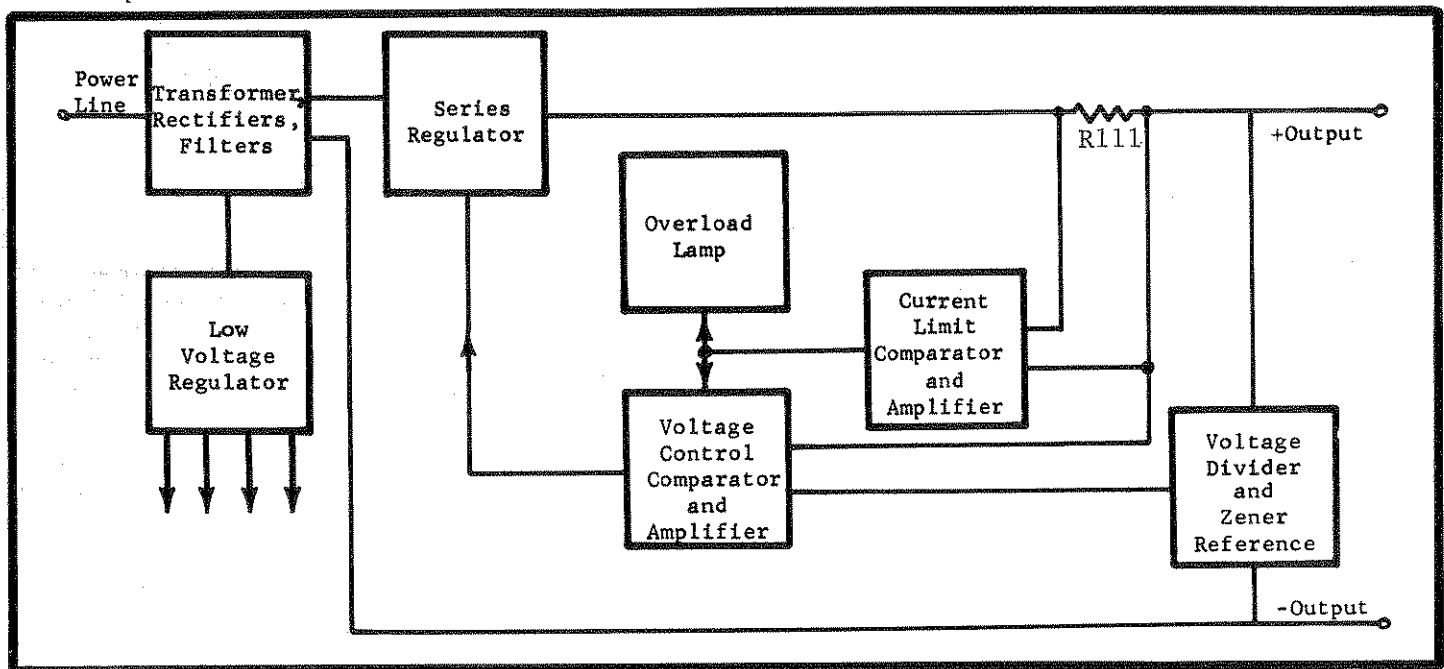 Power
Line
Transformer,
Rectifiers,
Filters
Series
Regulator
R111
+Output
Overload
Lamp
Low
Voltage
Regulator
Current
Limit
Comparator
and
Amplifier
Voltage
Control
Comparator
and
Amplifier
Voltage
Divider
and
Zener
Reference
-Output